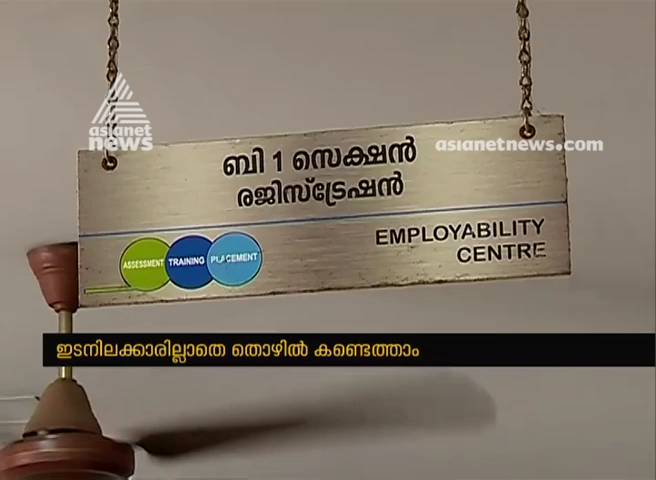 asianet
news
asianetnews.com
ബി 1 സെക്ഷൻ
രജിസ്ട്രേഷൻ
EMPLOYABILITY
CENTRE
ASSESSMENT TRAINING PLACEMENT
ഇടനിലക്കാരില്ലാതെ തൊഴിൽ കണ്ടെത്താം